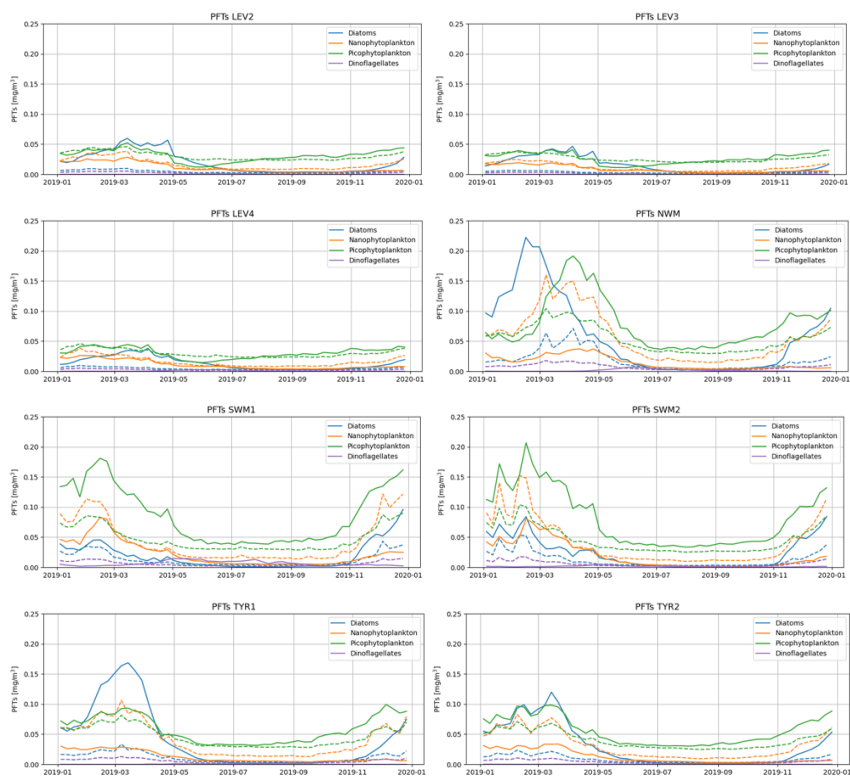 PFTs LEV2
PFTs [mg/m³]
0.25
0.20
0.15
0.10
0.05
0.00
Diatoms
Nanophytoplankton
Picophytoplankton
Dinoflagellates
2019-01 2019-03 2019-05 2019-07 2019-09 2019-11 2020-01
PFTs LEV3
PFTs [mg/m³]
0.25
0.20
0.15
0.10
0.05
0.00
Diatoms
Nanophytoplankton
Picophytoplankton
Dinoflagellates
2019-01 2019-03 2019-05 2019-07 2019-09 2019-11 2020-01
PFTs LEV4
PFTs [mg/m³]
0.25
0.20
0.15
0.10
0.05
0.00
Diatoms
Nanophytoplankton
Picophytoplankton
Dinoflagellates
2019-01 2019-03 2019-05 2019-07 2019-09 2019-11 2020-01
PFTs NWM
PFTs [mg/m³]
0.25
0.20
0.15
0.10
0.05
0.00
Diatoms
Nanophytoplankton
Picophytoplankton
Dinoflagellates
2019-01 2019-03 2019-05 2019-07 2019-09 2019-11 2020-01
PFTs SWM1
PFTs [mg/m³]
0.25
0.20
0.15
0.10
0.05
0.00
Diatoms
Nanophytoplankton
Picophytoplankton
Dinoflagellates
2019-01 2019-03 2019-05 2019-07 2019-09 2019-11 2020-01
PFTs SWM2
PFTs [mg/m³]
0.25
0.20
0.15
0.10
0.05
0.00
Diatoms
Nanophytoplankton
Picophytoplankton
Dinoflagellates
2019-01 2019-03 2019-05 2019-07 2019-09 2019-11 2020-01
PFTs TYR1
PFTs [mg/m³]
0.25
0.20
0.15
0.10
0.05
0.00
Diatoms
Nanophytoplankton
Picophytoplankton
Dinoflagellates
2019-01 2019-03 2019-05 2019-07 2019-09 2019-11 2020-01
PFTs TYR2
PFTs [mg/m³]
0.25
0.20
0.15
0.10
0.05
0.00
Diatoms
Nanophytoplankton
Picophytoplankton
Dinoflagellates
2019-01 2019-03 2019-05 2019-07 2019-09 2019-11 2020-01